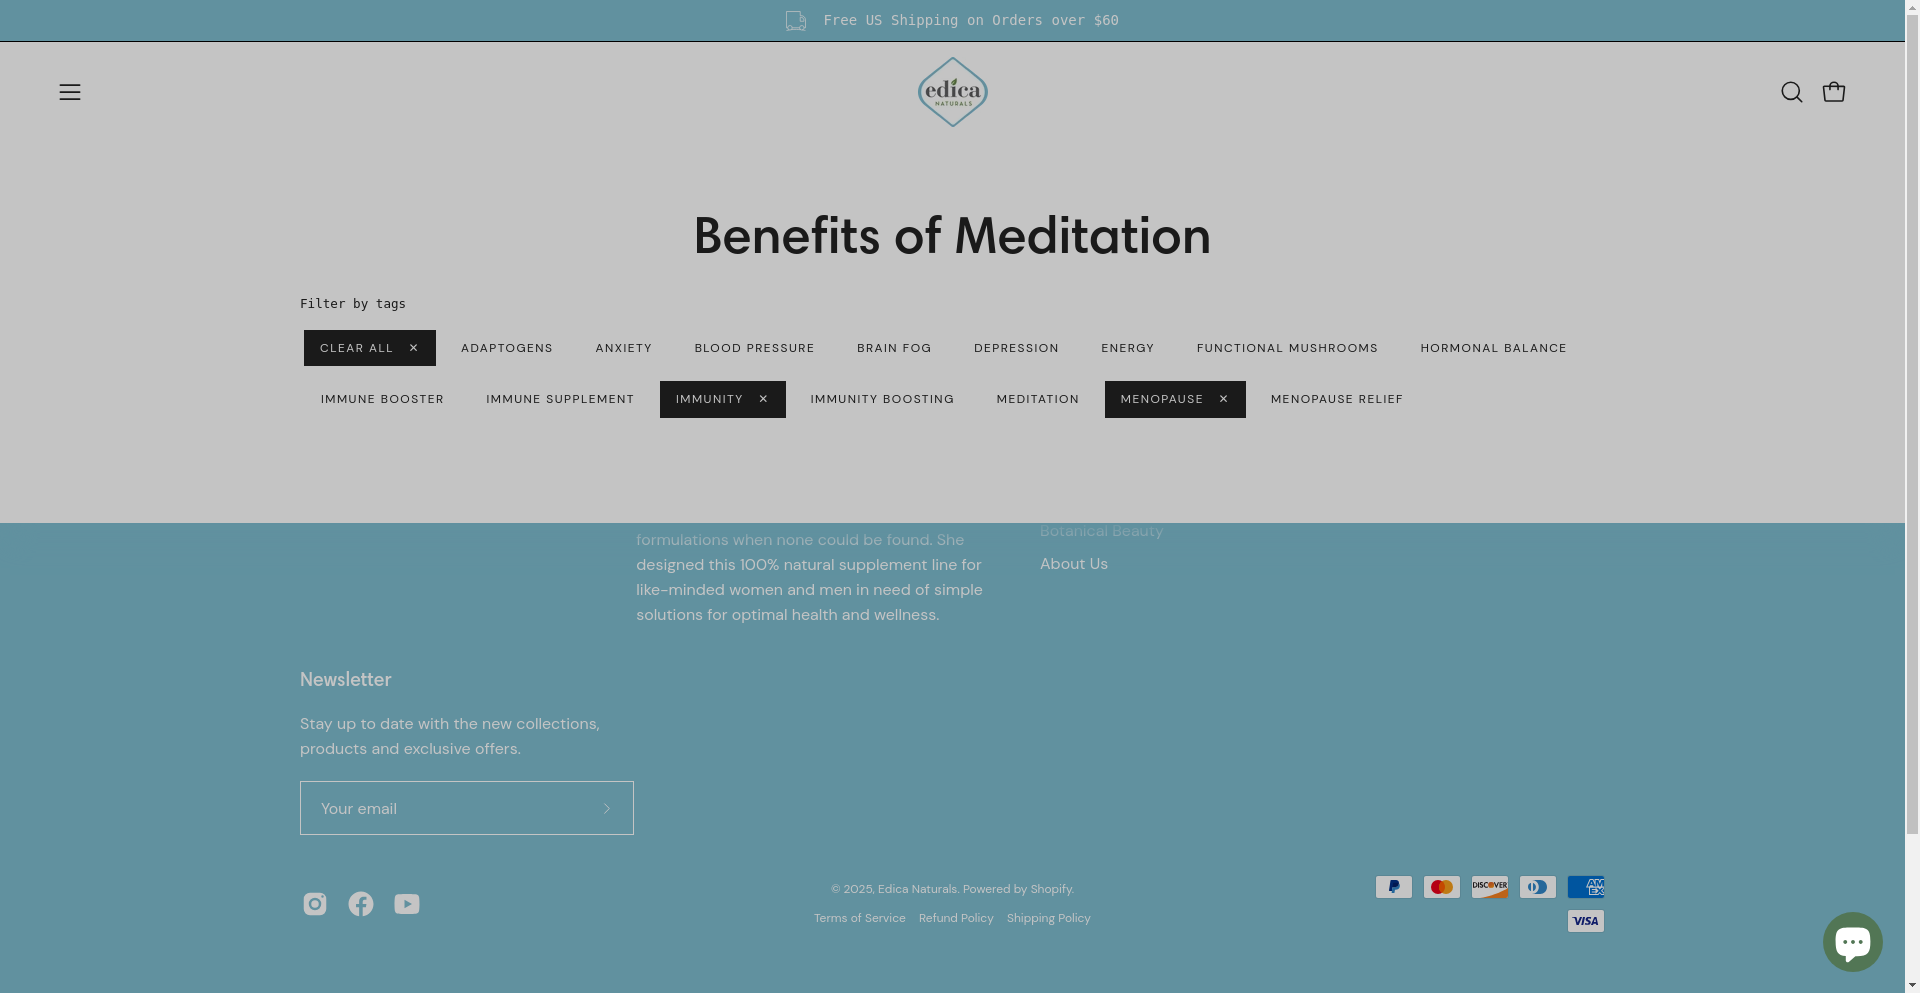 Free US Shipping on Orders over $60
edica
NATURALS
Benefits of Meditation
Filter by tags
CLEAR ALL ✕ ADAPTOGENS ANXIETY BLOOD PRESSURE BRAIN FOG DEPRESSION ENERGY FUNCTIONAL MUSHROOMS HORMONAL BALANCE
IMMUNE BOOSTER IMMUNE SUPPLEMENT IMMUNITY ✕ IMMUNITY BOOSTING MEDITATION MENOPAUSE ✕ MENOPAUSE RELIEF
formulations when none could be found. She
designed this 100% natural supplement line for
like-minded women and men in need of simple
solutions for optimal health and wellness.
Botanical Beauty
About Us
Newsletter
Stay up to date with the new collections,
products and exclusive offers.
Your email
© 2025, Edica Naturals. Powered by Shopify.
Terms of Service Refund Policy Shipping Policy
DISCOVER
AM
EX
VISA